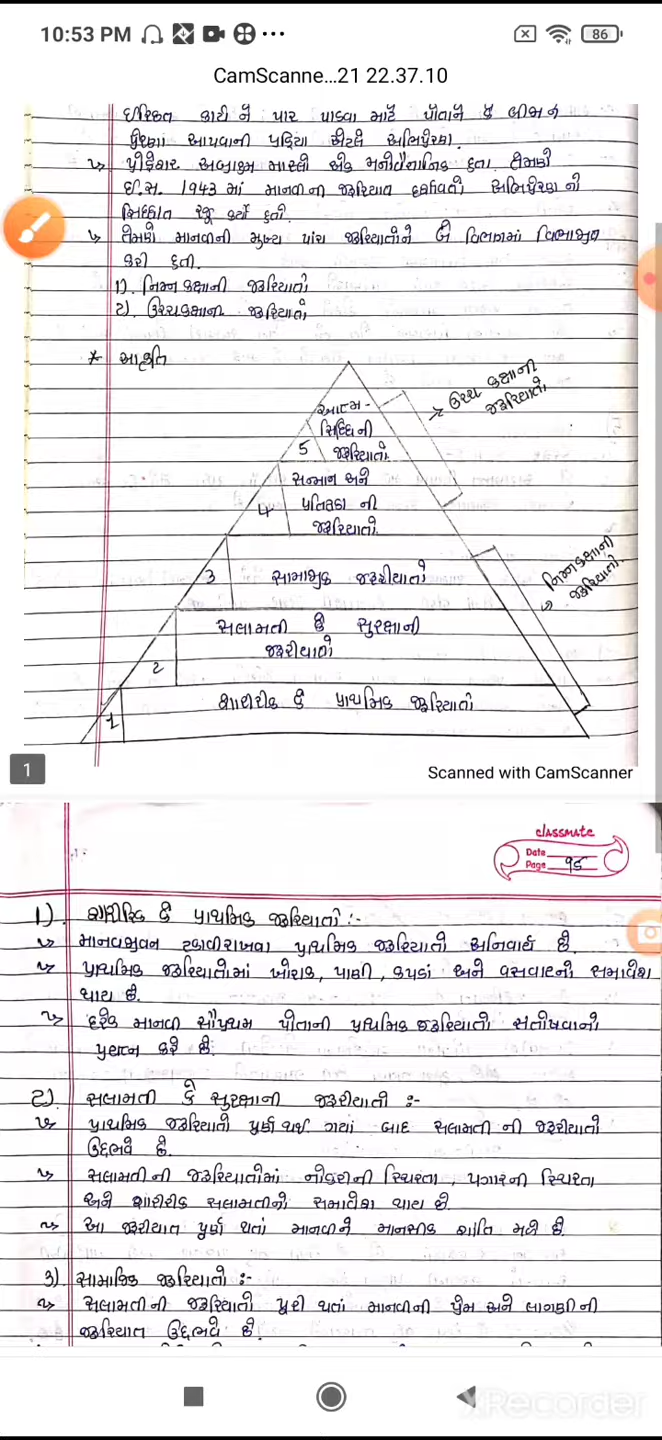 10:53 PM
86
CamScanne...21 22.37.10
ઇચ્છિત કાર્ય ને પાર પાડવા માટે પોતાને કે બીજાને
પ્રેરણા આપવાની પ્રક્રિયા એટલે અભિપ્રેરણ.
પ્રોફેસર અબ્રાહમ માસ્લો એક મનોવૈજ્ઞાનિક હતા. તેમણે
ઈ.સ. 1943 માં માનવીની જરૂરિયાત દર્શાવતો અભિપ્રેરણ નો
સિદ્ધાંત રજૂ કર્યો હતો.
તેમણે માનવીની મુખ્ય પાંચ જરૂરિયાતોને બે વિભાગમાં વિભાજીત
કરી હતી.
1). નિમ્ન કક્ષાની જરૂરિયાતો
2). ઉચ્ચકક્ષાની જરૂરિયાતો
* આકૃતિ
→ ઉચ્ચ કક્ષાની
જરૂરિયાતો.
આત્મ-
સિધ્ધિની
5 જરૂરિયાતો.
સન્માન અને
4 પ્રતિષ્ઠા ની
જરૂરિયાતો.
3 સામાજીક જરૂરીયાતો
નિમ્નકક્ષાની
જરૂરિયાતો.
સલામતી કે સુરક્ષાની
જરૂરીયાતો
2
શારીરીક કે પ્રાથમિક જરૂરિયાતો
1
1
Scanned with CamScanner
classmate
Date
Page 95
1). શારીરિક કે પ્રાથમિક જરૂરિયાતો :-
માનવજીવન ટકાવીરાખવા પ્રાથમિક જરૂરિયાતો અનિવાર્ય છે.
પ્રાથમિક જરૂરિયાતોમાં ખોરાક, પાણી, કપડાં અને વસવાટનો સમાવેશ
થાય છે.
દરેક માનવી સૌપ્રથમ પોતાની પ્રાથમિક જરૂરિયાતો સંતોષવાનો
પ્રયત્ન કરે છે.
2). સલામતી કે સુરક્ષાની જરૂરીયાતો :-
પ્રાથમિક જરૂરિયાતો પુર્ણ થઈ ગયાં બાદ સલામતી ની જરૂરીયાતો
ઉદ્દભવે છે.
સલામતીની જરૂરિયાતોમાં નોકરીની સ્થિરતા, પગારની સ્થિરતા
અને શારીરીક સલામતીનો સમાવેશ થાય છે.
આ જરૂરીયાત પુર્ણ થતાં માનવીને માનસીક શાંતિ મળે છે.
3) સામાજિક જરૂરિયાતો :-
સલામતીની જરૂરિયાતો પૂરી થતાં માનવીની પ્રેમ અને લાગણીની
જરૂરિયાત ઉદ્દભવે છે.
XRecorder